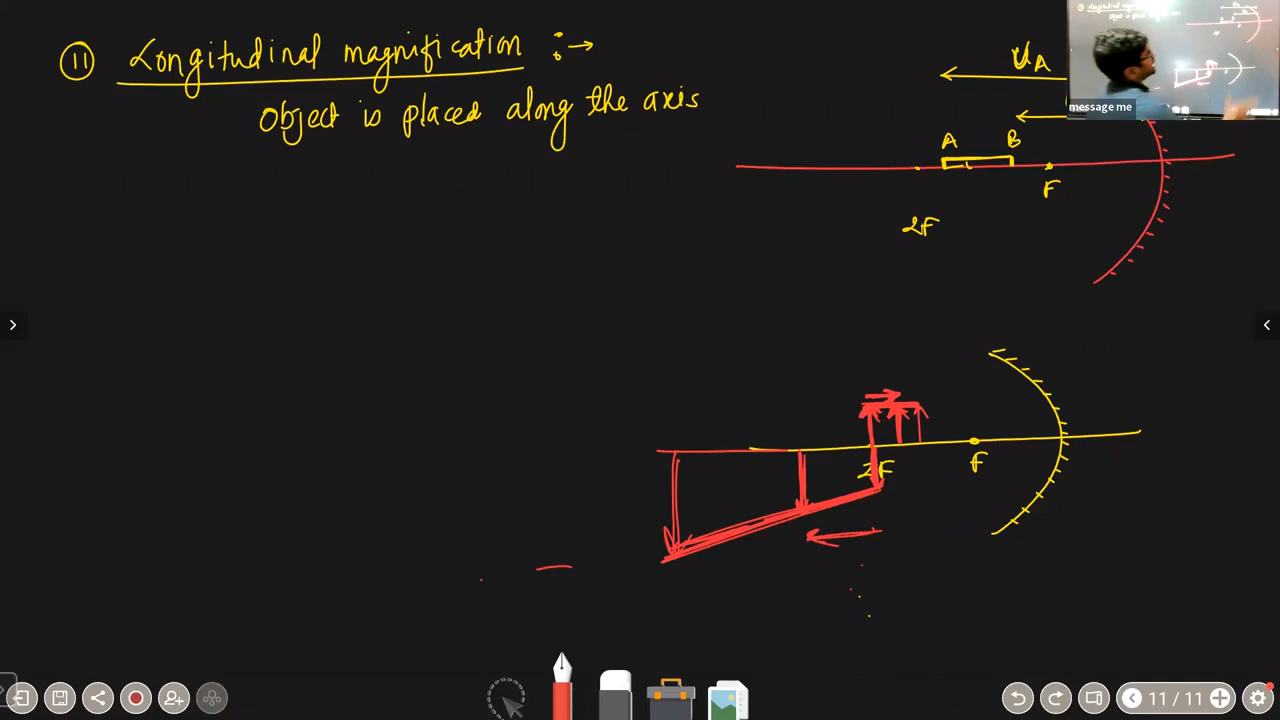 11 Longitudinal magnification :→
Object is placed along the axis
U_A
message me
A B
F
2F
2F F
11 / 11